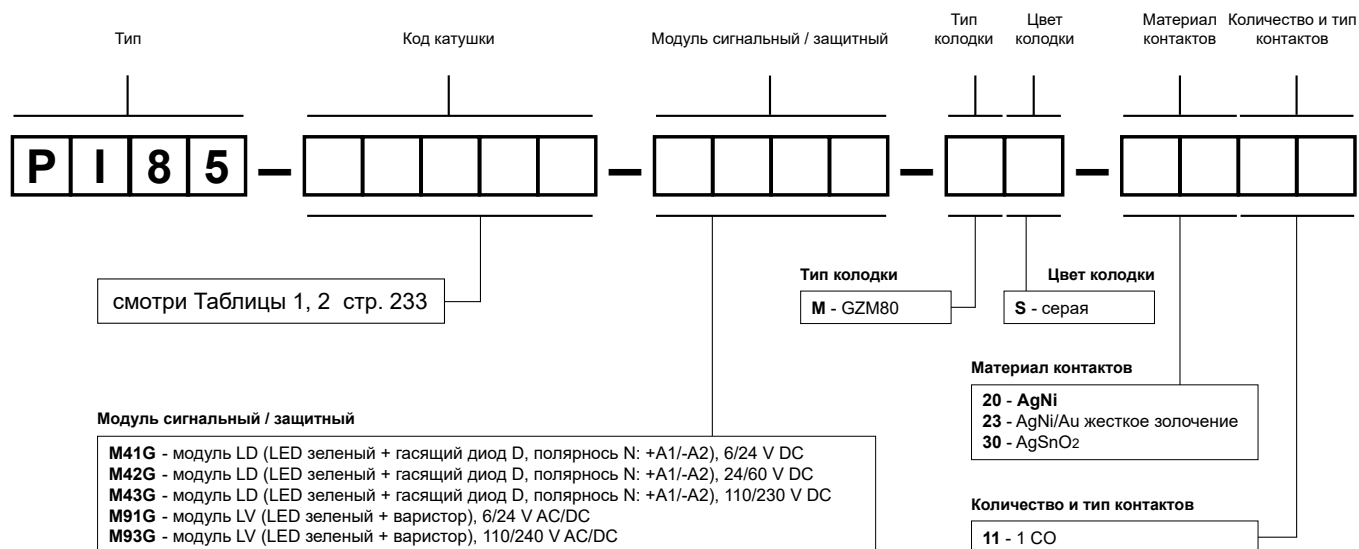 Тип
Код катушки
Модуль сигнальный / защитный
Тип
колодки
Цвет
колодки
Материал
контактов
Количество и тип
контактов
P I 8 5 – – – –
смотри Таблицы 1, 2 стр. 233
Тип колодки
M - GZM80
Цвет колодки
S - серая
Материал контактов
20 - AgNi
23 - AgNi/Au жесткое золочение
30 - AgSnO2
Модуль сигнальный / защитный
M41G - модуль LD (LED зеленый + гасящий диод D, полярнось N: +A1/-A2), 6/24 V DC
M42G - модуль LD (LED зеленый + гасящий диод D, полярнось N: +A1/-A2), 24/60 V DC
M43G - модуль LD (LED зеленый + гасящий диод D, полярнось N: +A1/-A2), 110/230 V DC
M91G - модуль LV (LED зеленый + варистор), 6/24 V AC/DC
M93G - модуль LV (LED зеленый + варистор), 110/240 V AC/DC
Количество и тип контактов
11 - 1 CO